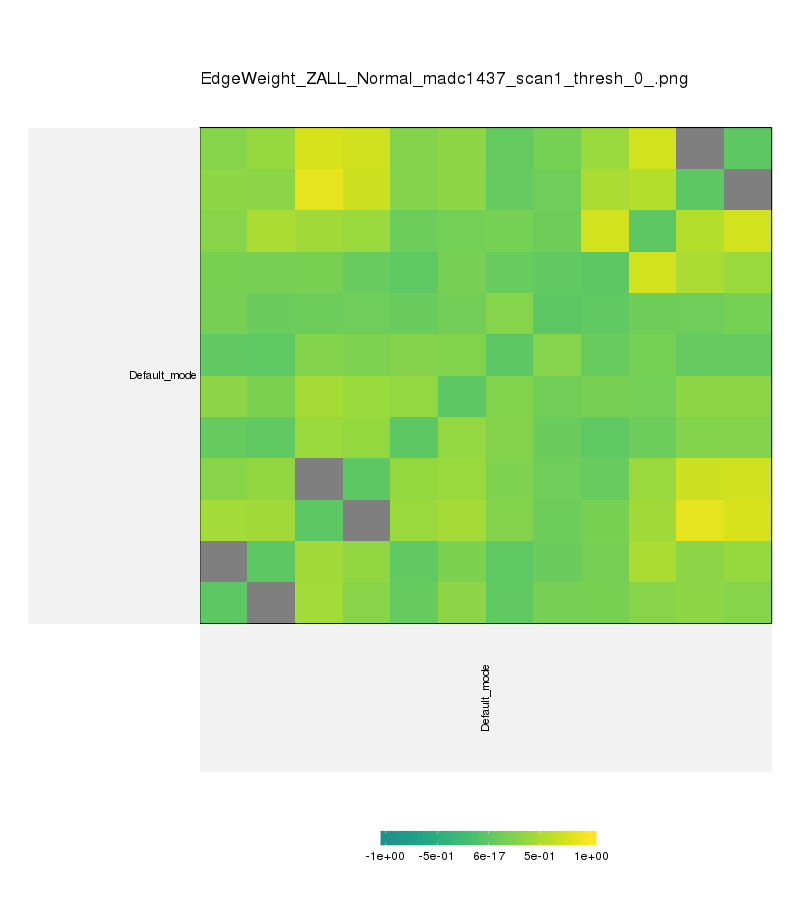 EdgeWeight_ZALL_Normal_madc1437_scan1_thresh_0_.png
Default_mode
Default_mode
-1e+00 -5e-01 6e-17 5e-01 1e+00